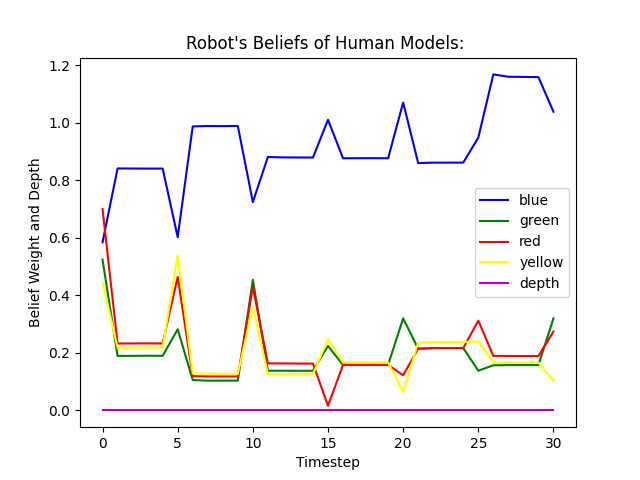 Robot's Beliefs of Human Models:
Belief Weight and Depth
1.2
1.0
0.8
0.6
0.4
0.2
0.0
blue
green
red
yellow
depth
0 5 10 15 20 25 30
Timestep